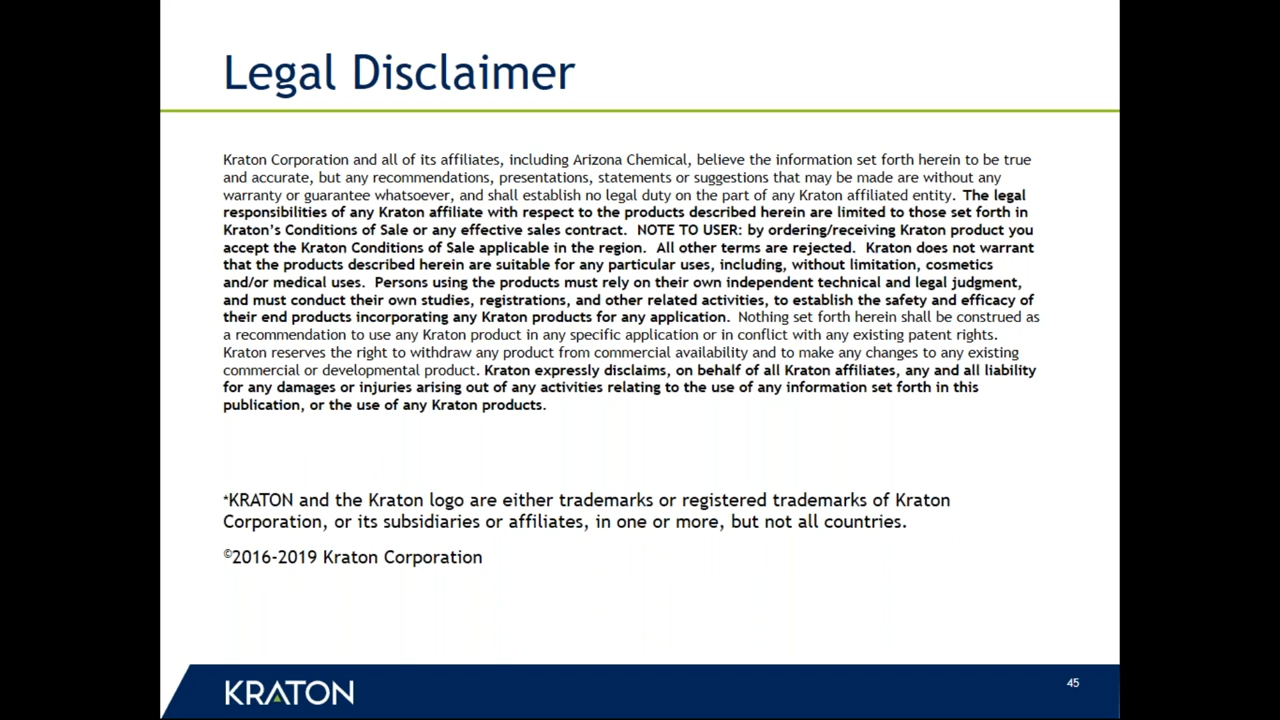 Legal Disclaimer
Kraton Corporation and all of its affiliates, including Arizona Chemical, believe the information set forth herein to be true
and accurate, but any recommendations, presentations, statements or suggestions that may be made are without any
warranty or guarantee whatsoever, and shall establish no legal duty on the part of any Kraton affiliated entity. The legal
responsibilities of any Kraton affiliate with respect to the products described herein are limited to those set forth in
Kraton's Conditions of Sale or any effective sales contract. NOTE TO USER: by ordering/receiving Kraton product you
accept the Kraton Conditions of Sale applicable in the region. All other terms are rejected. Kraton does not warrant
that the products described herein are suitable for any particular uses, including, without limitation, cosmetics
and/or medical uses. Persons using the products must rely on their own independent technical and legal judgment,
and must conduct their own studies, registrations, and other related activities, to establish the safety and efficacy of
their end products incorporating any Kraton products for any application. Nothing set forth herein shall be construed as
a recommendation to use any Kraton product in any specific application or in conflict with any existing patent rights.
Kraton reserves the right to withdraw any product from commercial availability and to make any changes to any existing
commercial or developmental product. Kraton expressly disclaims, on behalf of all Kraton affiliates, any and all liability
for any damages or injuries arising out of any activities relating to the use of any information set forth in this
publication, or the use of any Kraton products.
*KRATON and the Kraton logo are either trademarks or registered trademarks of Kraton
Corporation, or its subsidiaries or affiliates, in one or more, but not all countries.
©2016-2019 Kraton Corporation
KRATON
45